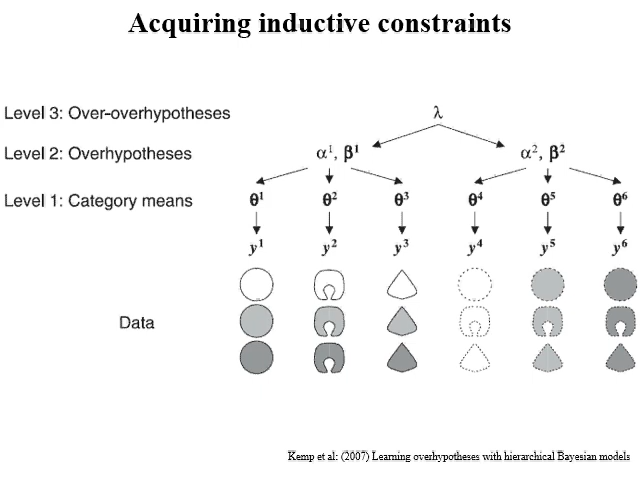 Acquiring inductive constraints
Level 3: Over-overhypotheses λ
Level 2: Overhypotheses α¹, β¹ α², β²
Level 1: Category means θ¹ θ² θ³ θ⁴ θ⁵ θ⁶
y¹ y² y³ y⁴ y⁵ y⁶
Data
Kemp et al: (2007) Learning overhypotheses with hierarchical Bayesian models